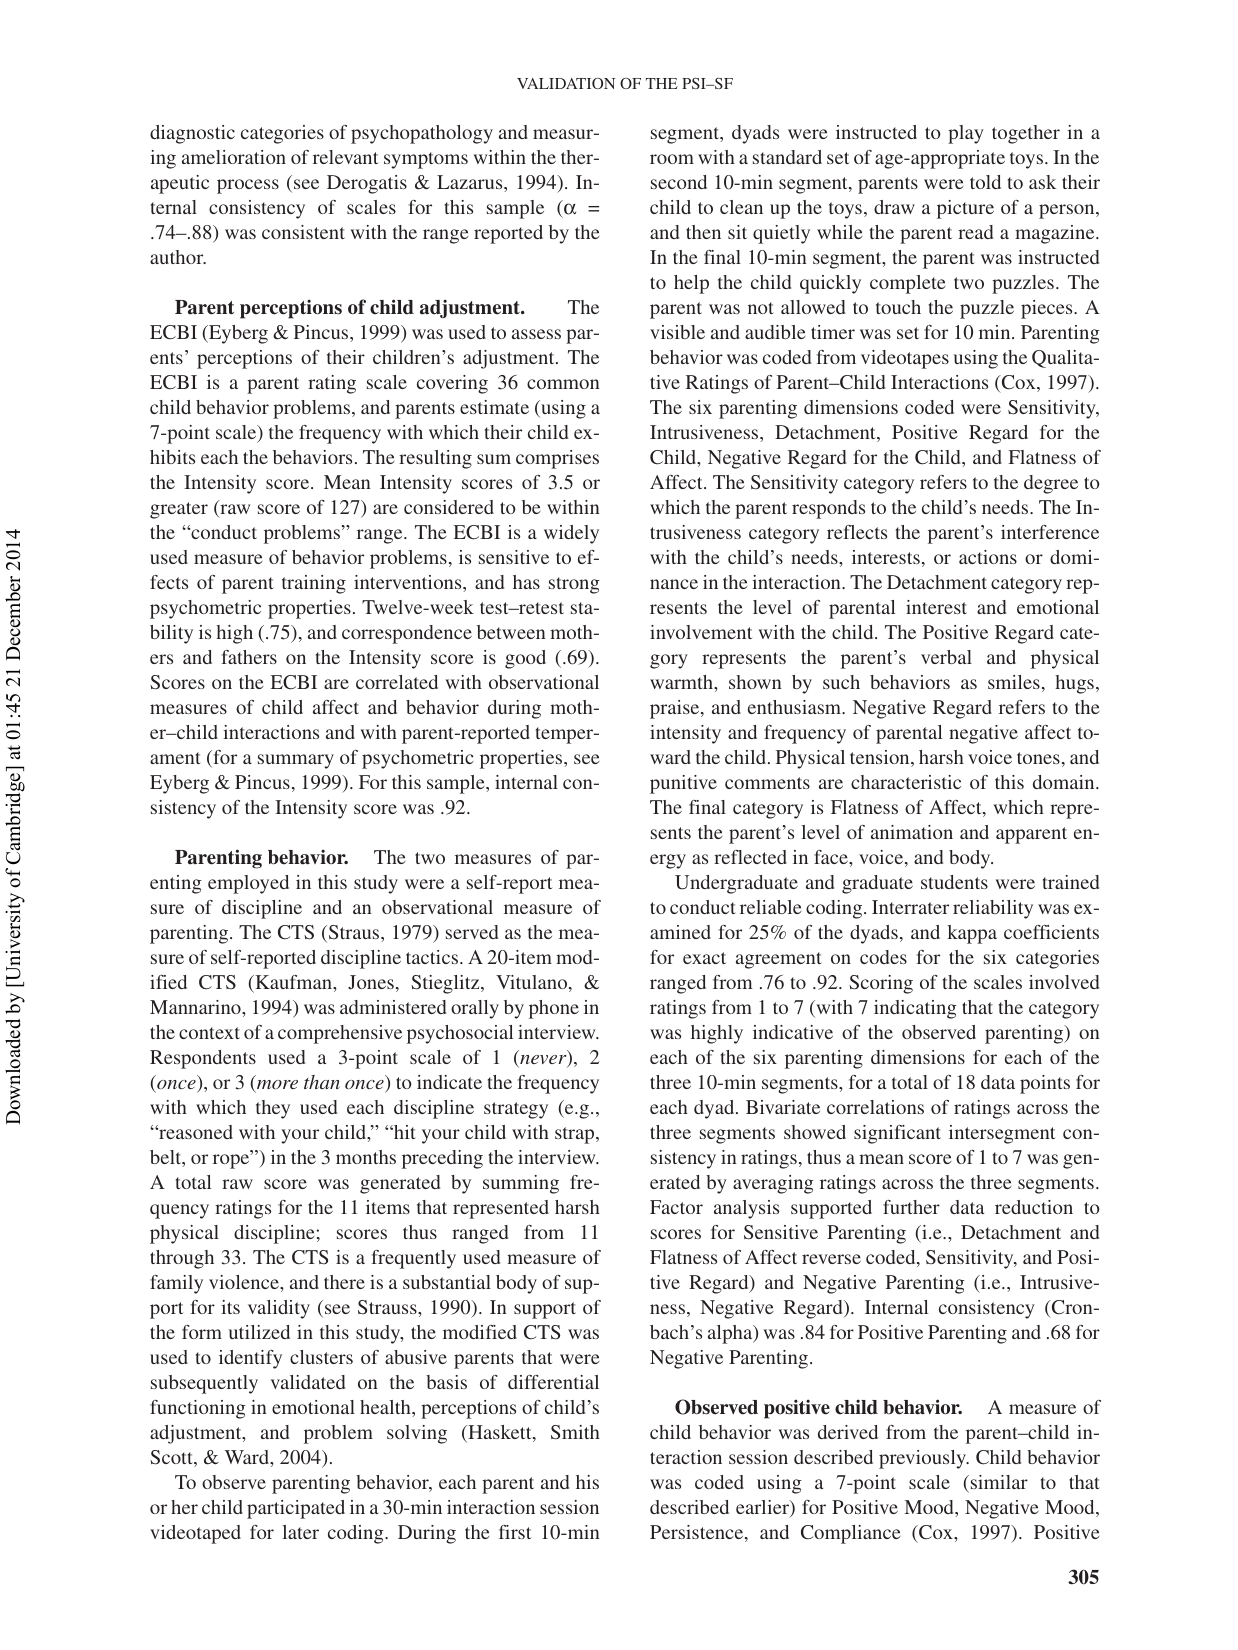 VALIDATION OF THE PSI–SF
diagnostic categories of psychopathology and measur-
ing amelioration of relevant symptoms within the ther-
apeutic process (see Derogatis & Lazarus, 1994). In-
ternal consistency of scales for this sample (α =
.74–.88) was consistent with the range reported by the
author.
Parent perceptions of child adjustment. The
ECBI (Eyberg & Pincus, 1999) was used to assess par-
ents’ perceptions of their children’s adjustment. The
ECBI is a parent rating scale covering 36 common
child behavior problems, and parents estimate (using a
7-point scale) the frequency with which their child ex-
hibits each the behaviors. The resulting sum comprises
the Intensity score. Mean Intensity scores of 3.5 or
greater (raw score of 127) are considered to be within
the “conduct problems” range. The ECBI is a widely
used measure of behavior problems, is sensitive to ef-
fects of parent training interventions, and has strong
psychometric properties. Twelve-week test–retest sta-
bility is high (.75), and correspondence between moth-
ers and fathers on the Intensity score is good (.69).
Scores on the ECBI are correlated with observational
measures of child affect and behavior during moth-
er–child interactions and with parent-reported temper-
ament (for a summary of psychometric properties, see
Eyberg & Pincus, 1999). For this sample, internal con-
sistency of the Intensity score was .92.
Parenting behavior. The two measures of par-
enting employed in this study were a self-report mea-
sure of discipline and an observational measure of
parenting. The CTS (Straus, 1979) served as the mea-
sure of self-reported discipline tactics. A 20-item mod-
ified CTS (Kaufman, Jones, Stieglitz, Vitulano, &
Mannarino, 1994) was administered orally by phone in
the context of a comprehensive psychosocial interview.
Respondents used a 3-point scale of 1 (never), 2
(once), or 3 (more than once) to indicate the frequency
with which they used each discipline strategy (e.g.,
“reasoned with your child,” “hit your child with strap,
belt, or rope”) in the 3 months preceding the interview.
A total raw score was generated by summing fre-
quency ratings for the 11 items that represented harsh
physical discipline; scores thus ranged from 11
through 33. The CTS is a frequently used measure of
family violence, and there is a substantial body of sup-
port for its validity (see Strauss, 1990). In support of
the form utilized in this study, the modified CTS was
used to identify clusters of abusive parents that were
subsequently validated on the basis of differential
functioning in emotional health, perceptions of child’s
adjustment, and problem solving (Haskett, Smith
Scott, & Ward, 2004).
To observe parenting behavior, each parent and his
or her child participated in a 30-min interaction session
videotaped for later coding. During the first 10-min
segment, dyads were instructed to play together in a
room with a standard set of age-appropriate toys. In the
second 10-min segment, parents were told to ask their
child to clean up the toys, draw a picture of a person,
and then sit quietly while the parent read a magazine.
In the final 10-min segment, the parent was instructed
to help the child quickly complete two puzzles. The
parent was not allowed to touch the puzzle pieces. A
visible and audible timer was set for 10 min. Parenting
behavior was coded from videotapes using the Qualita-
tive Ratings of Parent–Child Interactions (Cox, 1997).
The six parenting dimensions coded were Sensitivity,
Intrusiveness, Detachment, Positive Regard for the
Child, Negative Regard for the Child, and Flatness of
Affect. The Sensitivity category refers to the degree to
which the parent responds to the child’s needs. The In-
trusiveness category reflects the parent’s interference
with the child’s needs, interests, or actions or domi-
nance in the interaction. The Detachment category rep-
resents the level of parental interest and emotional
involvement with the child. The Positive Regard cate-
gory represents the parent’s verbal and physical
warmth, shown by such behaviors as smiles, hugs,
praise, and enthusiasm. Negative Regard refers to the
intensity and frequency of parental negative affect to-
ward the child. Physical tension, harsh voice tones, and
punitive comments are characteristic of this domain.
The final category is Flatness of Affect, which repre-
sents the parent’s level of animation and apparent en-
ergy as reflected in face, voice, and body.
Undergraduate and graduate students were trained
to conduct reliable coding. Interrater reliability was ex-
amined for 25% of the dyads, and kappa coefficients
for exact agreement on codes for the six categories
ranged from .76 to .92. Scoring of the scales involved
ratings from 1 to 7 (with 7 indicating that the category
was highly indicative of the observed parenting) on
each of the six parenting dimensions for each of the
three 10-min segments, for a total of 18 data points for
each dyad. Bivariate correlations of ratings across the
three segments showed significant intersegment con-
sistency in ratings, thus a mean score of 1 to 7 was gen-
erated by averaging ratings across the three segments.
Factor analysis supported further data reduction to
scores for Sensitive Parenting (i.e., Detachment and
Flatness of Affect reverse coded, Sensitivity, and Posi-
tive Regard) and Negative Parenting (i.e., Intrusive-
ness, Negative Regard). Internal consistency (Cron-
bach’s alpha) was .84 for Positive Parenting and .68 for
Negative Parenting.
Observed positive child behavior. A measure of
child behavior was derived from the parent–child in-
teraction session described previously. Child behavior
was coded using a 7-point scale (similar to that
described earlier) for Positive Mood, Negative Mood,
Persistence, and Compliance (Cox, 1997). Positive
305
Downloaded by [University of Cambridge] at 01:45 21 December 2014